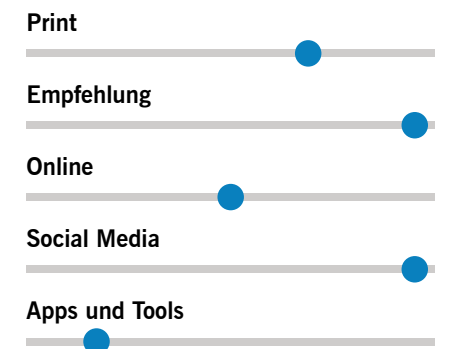 Print
Empfehlung
Online
Social Media
Apps und Tools